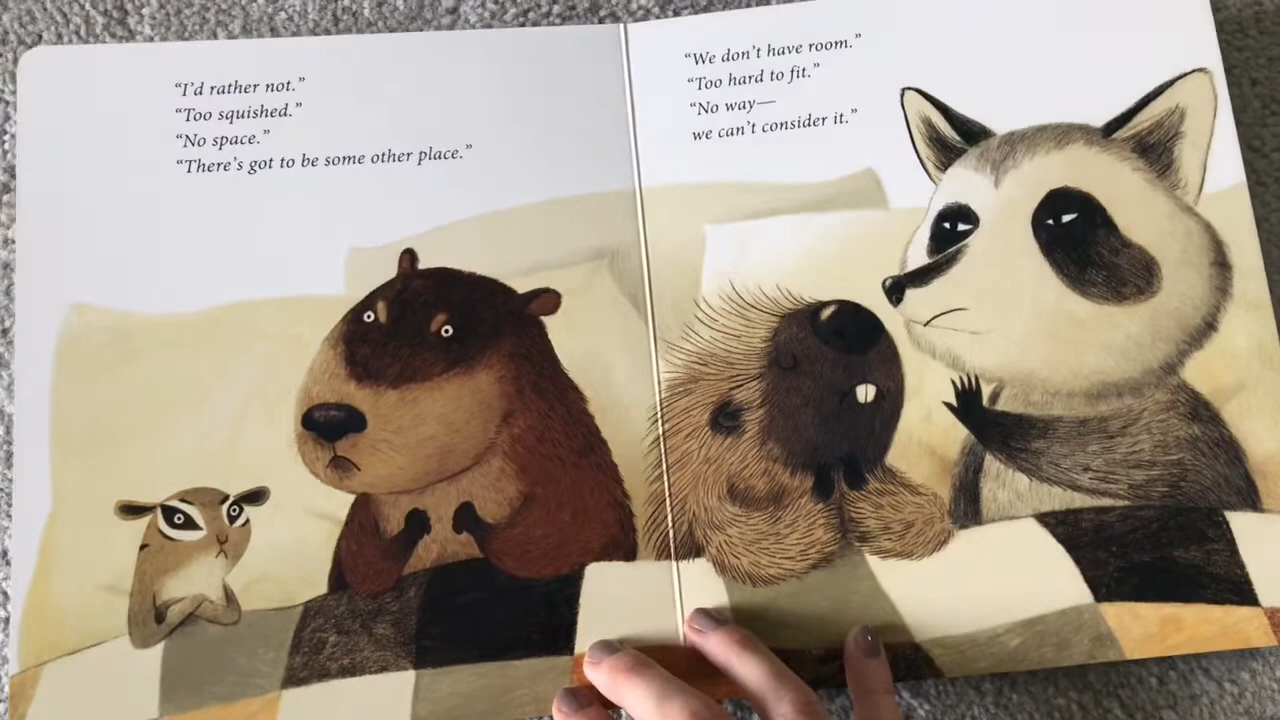 “I’d rather not.”
“Too squished.”
“No space.”
“There’s got to be some other place.”
“We don’t have room.”
“Too hard to fit.”
“No way—
we can’t consider it.”